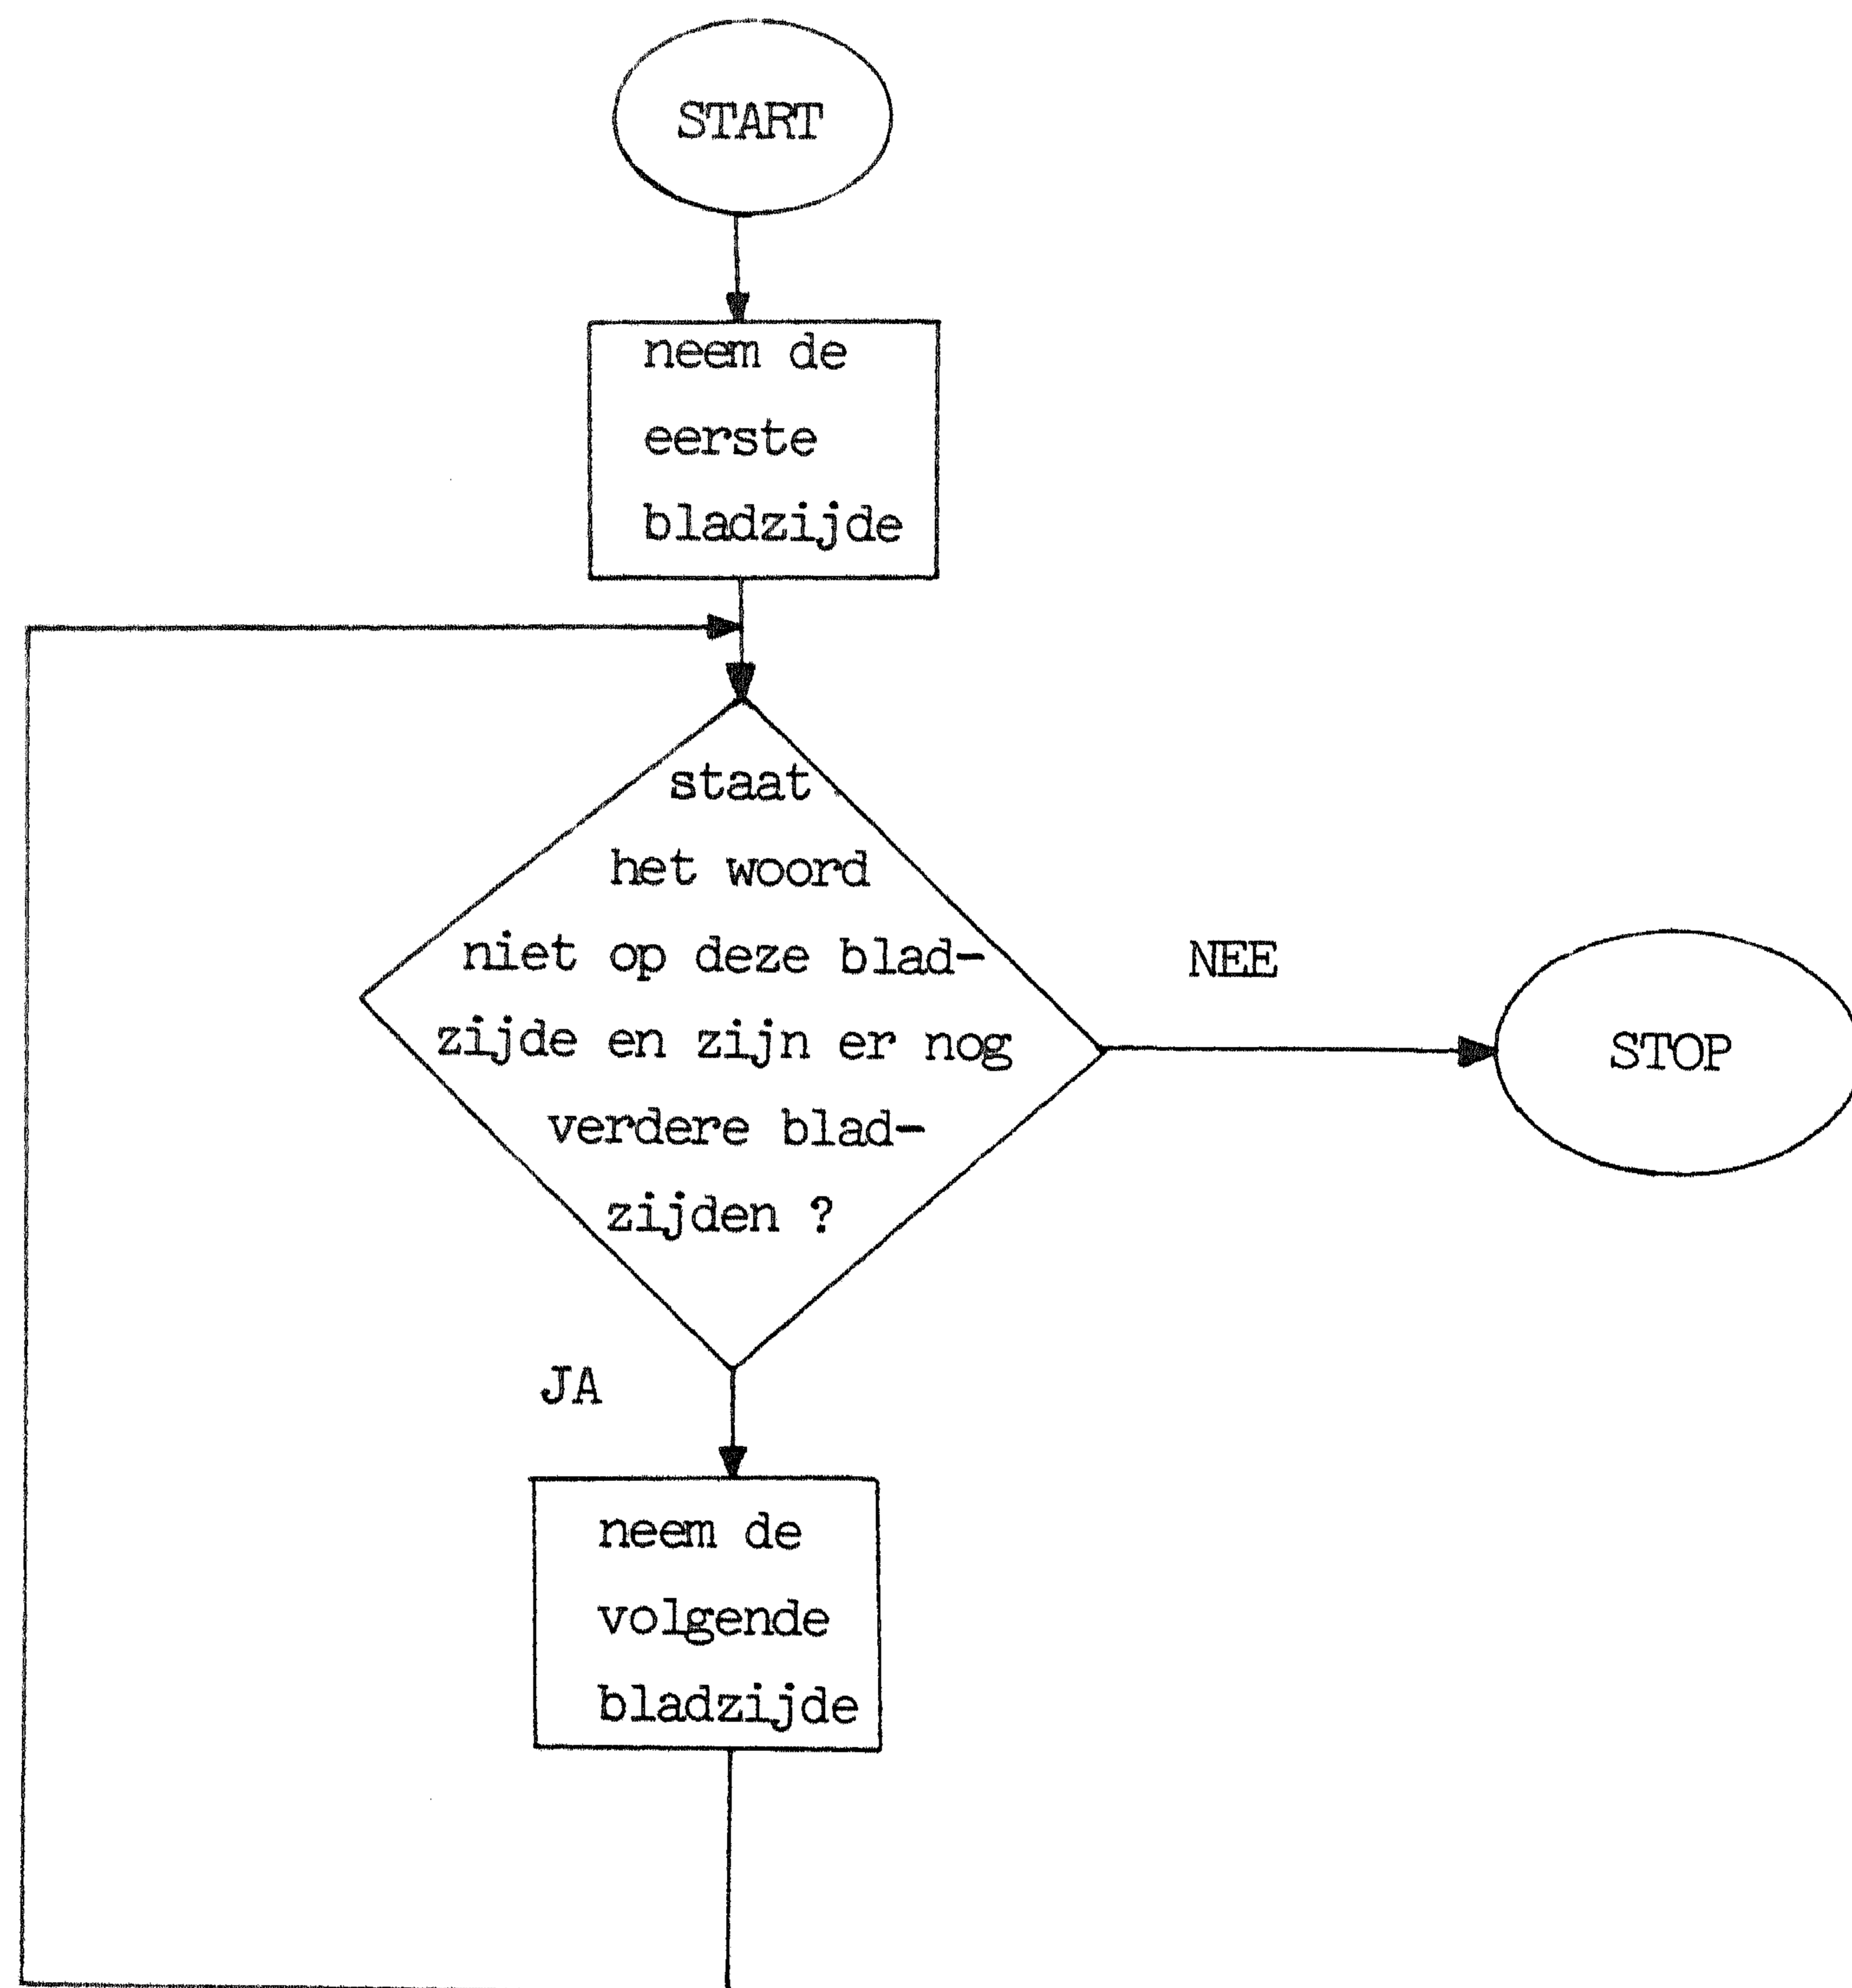 START
neem de
eerste
bladzijde
staat
het woord
niet op deze blad-
zijde en zijn er nog
verdere blad-
zijden ?
NEE
STOP
JA
neem de
volgende
bladzijde